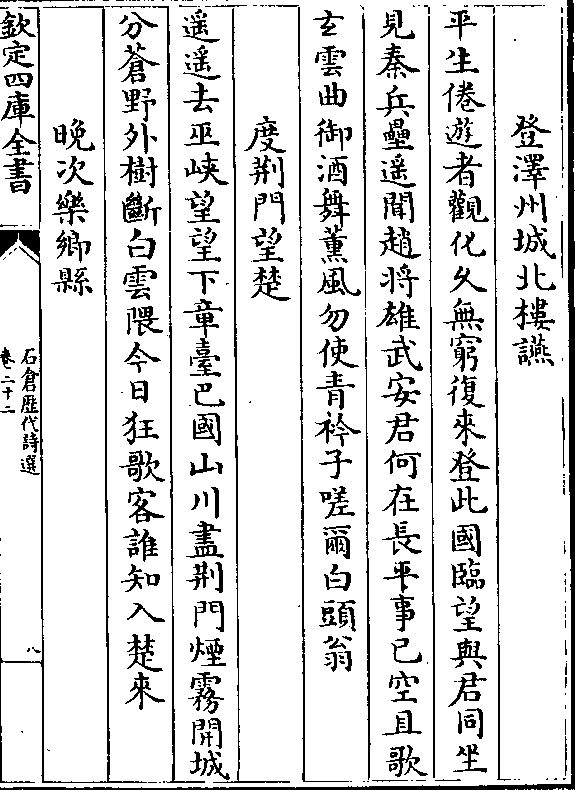 登澤州城北樓讌
平生倦遊者觀化久無窮復來登此國臨望與君同坐
見秦兵壘遥聞趙将雄武安君何在長平事已空且歌
玄雲曲御酒舞薰風勿使青衿子嗟爾白頭翁
度荆門望楚
遥遥去巫峽望望下章臺巴國山川盡荆門煙霧開城
分蒼野外樹斷白雲隈今日狂歌客誰知入楚來
晚次樂鄉縣
欽定四庫全書
石倉歷代詩選
卷二十二
八